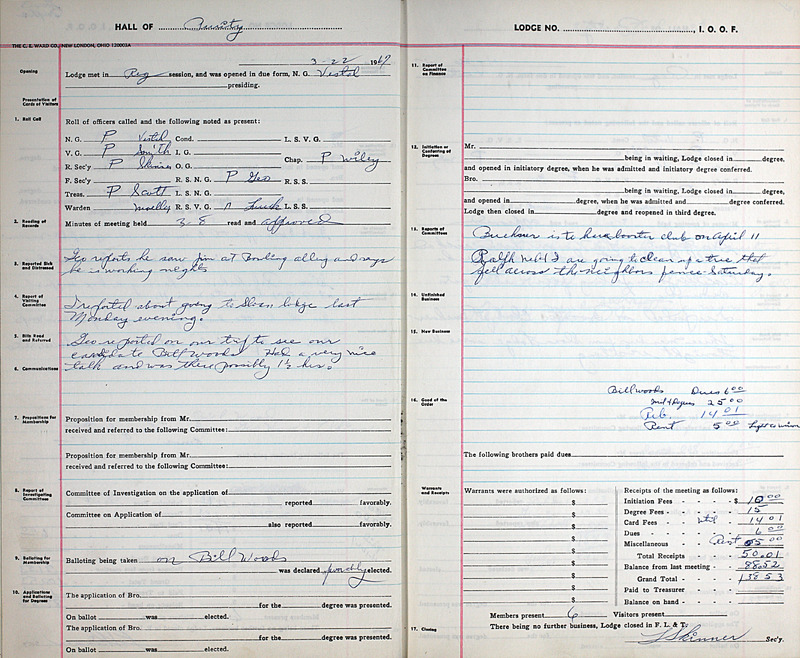 HALL OF Purity
THE C. E. WARD CO., NEW LONDON, OHIO 120003A
3-22 1969
Opening
Lodge met in Reg session, and was opened in due form, N. G. Vestal
presiding.
Presentation of Cards of Visitors
1. Roll Call
Roll of officers called and the following noted as present:
N. G. P Vestal Cond. L. S. V. G.
V. G. P Smith I. G.
Chap. P Wiley
R. Sec'y P Skinner O. G.
F. Sec'y R. S. N. G. P Geo R. S. S.
Treas. P Scott L. S. N. G.
Warden R. S. V. G. L. S. S.
2. Reading of Records
Minutes of meeting held 3-8 read and approved
3. Reported Sick and Distressed
Geo reports he saw Jim at Bowling alley and says
he is working nights
4. Report of Visiting Committee
I reported about going to Sloan lodge last
Monday evening.
5. Bills Read and Referred
Geo reported on our trip to see our
candidate Bill Woods. Had a very nice
6. Communications
talk and was there possibly 1½ hrs.
7. Propositions for Membership
Proposition for membership from Mr.
received and referred to the following Committee:
Proposition for membership from Mr.
received and referred to the following Committee:
8. Report of Investigating Committees
Committee of Investigation on the application of
reported favorably.
Committee on Application of
also reported favorably.
9. Balloting for Membership
Balloting being taken on Bill Woods
was declared elected.
10. Applications and Balloting for Degrees
The application of Bro.
for the degree was presented.
On ballot was elected.
The application of Bro.
for the degree was presented.
On ballot was elected.
LODGE NO. , I. O. O. F.
11. Report of Committee on Finance
12. Initiation or Conferring of Degrees
Mr.
being in waiting, Lodge closed in degree,
and opened in initiatory degree, when he was admitted and initiatory degree conferred.
Bro.
being in waiting, Lodge closed in degree,
and opened in degree, when he was admitted and degree conferred.
Lodge then closed in degree and reopened in third degree.
13. Reports of Committees
Buckner is to have booster club on April 11
Ralph & I are going to clean up a tree that
fell across the neighbors fence Saturday.
14. Unfinished Business
15. New Business
16. Good of the Order
Bill Woods Dues 6 00
Ini & Degrees 25 00
Reb. 14 01
Rent 5 00
The following brothers paid dues
Warrants and Receipts
Warrants were authorized as follows:
$
$
$
$
$
$
$
$
$
$
Receipts of the meeting as follows:
Initiation Fees $ 10 00
Degree Fees 15
Card Fees 14 01
Dues 6 00
Miscellaneous Rent 5 00
Total Receipts 50.01
Balance from last meeting 88.52
Grand Total 138 53
Paid to Treasurer
Balance on hand
Members present 6 Visitors present
17. Closing
There being no further business, Lodge closed in F. L. & T.
L Skinner Sec'y.